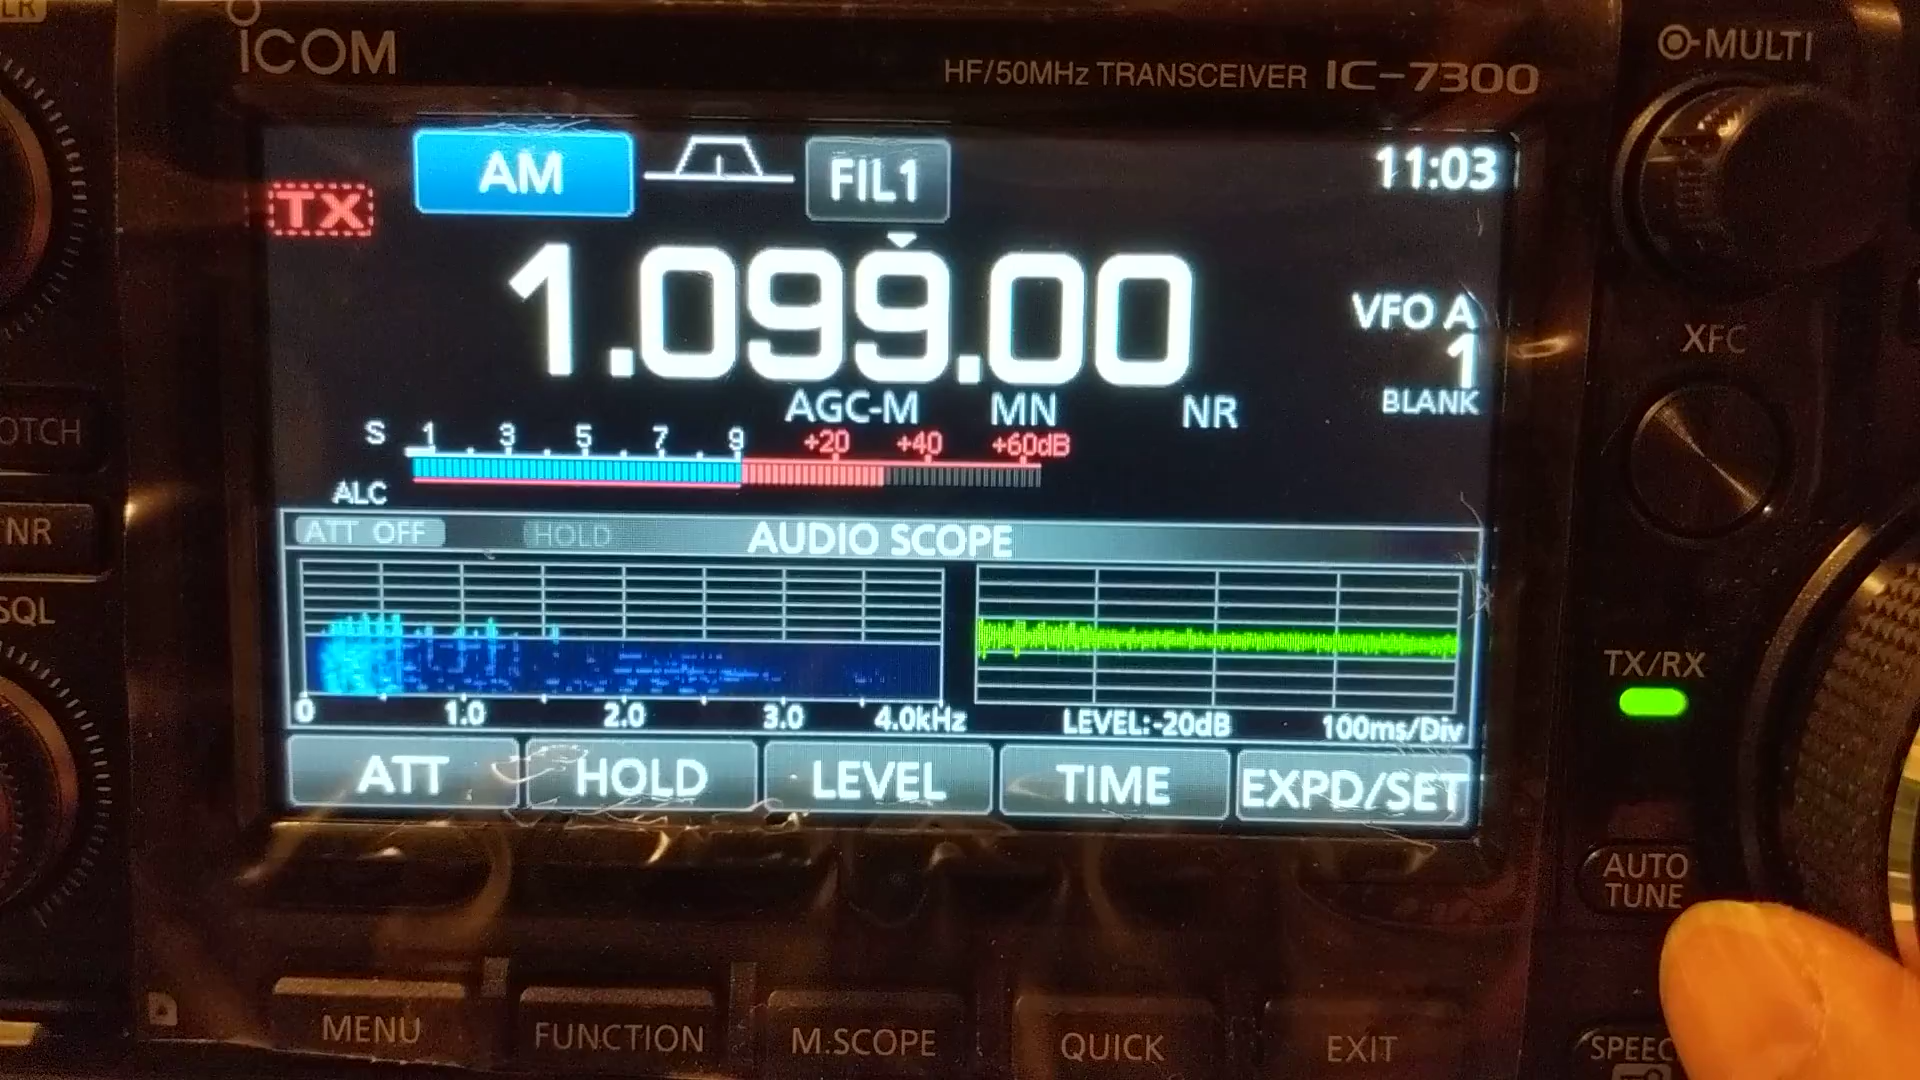 ICOM
HF/50MHz TRANSCEIVER IC-7300
MULTI
AM FIL1 11:03
TX
1.099.00
VFO A
1
BLANK
XFC
AGC-M MN NR
S 1 3 5 7 9 +20 +40 +60dB
ALC
OTCH
NR
SQL
ATT OFF HOLD AUDIO SCOPE
0 1.0 2.0 3.0 4.0kHz LEVEL:-20dB 100ms/Div
TX/RX
ATT HOLD LEVEL TIME EXPD/SET
AUTO
TUNE
MENU FUNCTION M.SCOPE QUICK EXIT
SPEEC